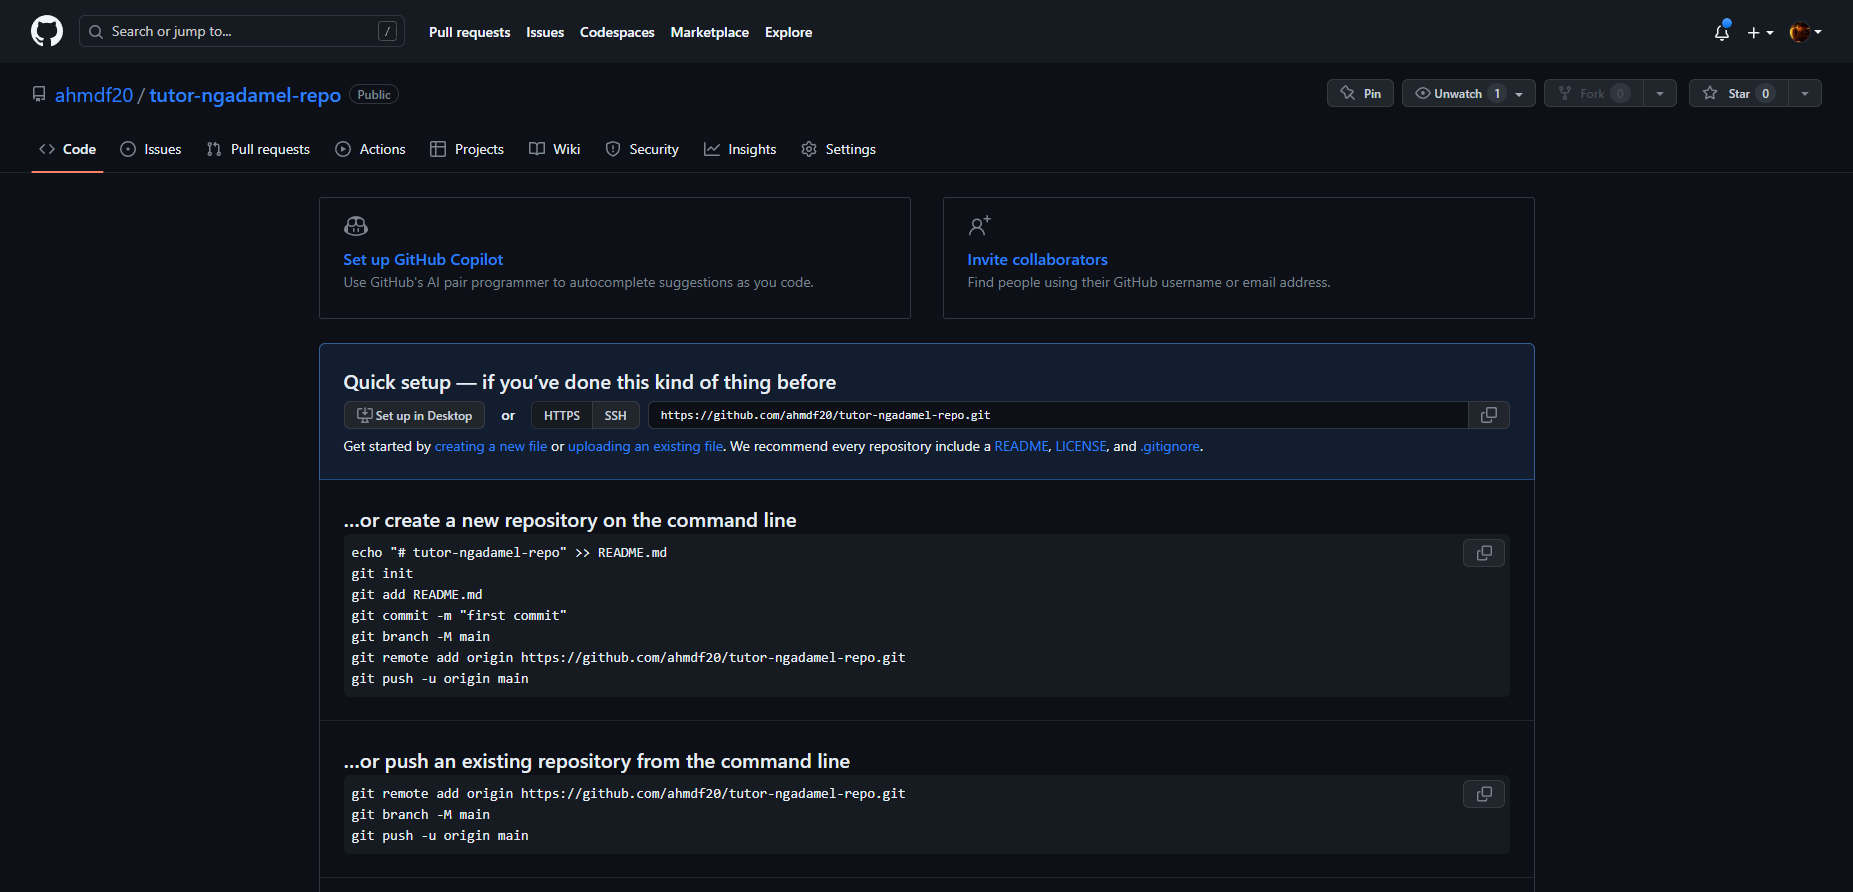 Search or jump to... /
Pull requests Issues Codespaces Marketplace Explore
ahmdf20 / tutor-ngadamel-repo Public
Pin Unwatch 1 Fork 0 Star 0
Code Issues Pull requests Actions Projects Wiki Security Insights Settings
Set up GitHub Copilot
Use GitHub's AI pair programmer to autocomplete suggestions as you code.
Invite collaborators
Find people using their GitHub username or email address.
Quick setup — if you’ve done this kind of thing before
Set up in Desktop or HTTPS SSH https://github.com/ahmdf20/tutor-ngadamel-repo.git
Get started by creating a new file or uploading an existing file. We recommend every repository include a README, LICENSE, and .gitignore.
…or create a new repository on the command line
echo "# tutor-ngadamel-repo" >> README.md
git init
git add README.md
git commit -m "first commit"
git branch -M main
git remote add origin https://github.com/ahmdf20/tutor-ngadamel-repo.git
git push -u origin main
…or push an existing repository from the command line
git remote add origin https://github.com/ahmdf20/tutor-ngadamel-repo.git
git branch -M main
git push -u origin main